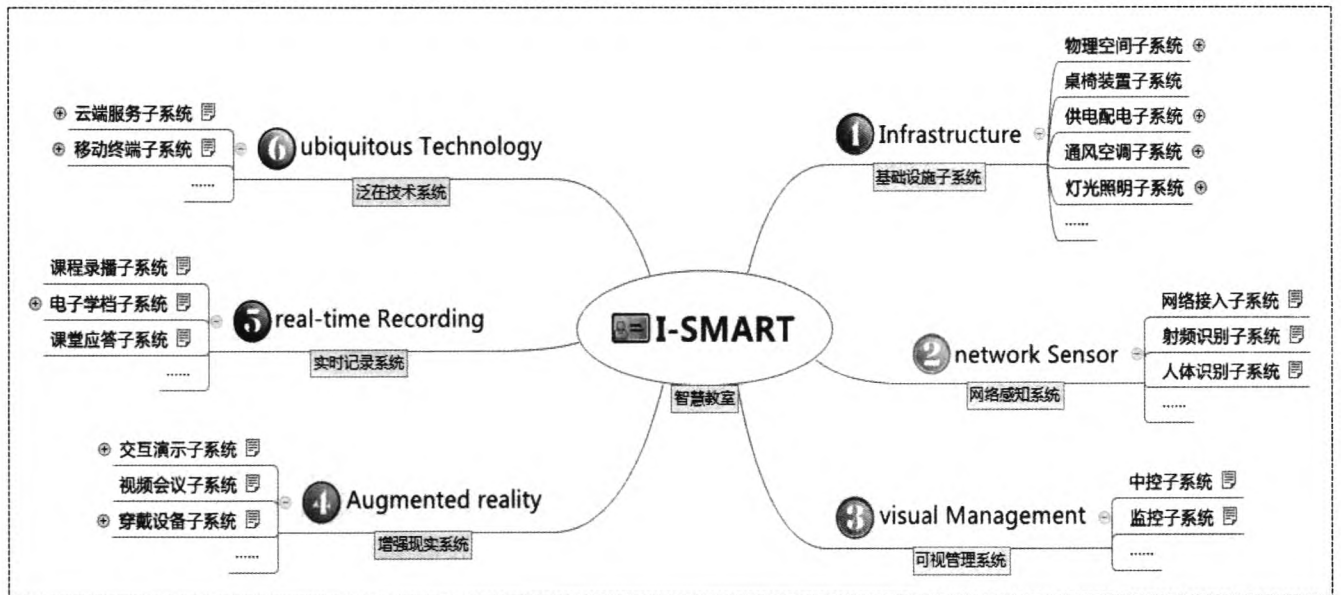 I-SMART
智慧教室
1 Infrastructure
基础设施子系统
物理空间子系统
桌椅装置子系统
供电配电子系统
通风空调子系统
灯光照明子系统
......
2 network Sensor
网络感知系统
网络接入子系统
射频识别子系统
人体识别子系统
......
3 visual Management
可视管理系统
中控子系统
监控子系统
......
4 Augmented reality
增强现实系统
交互演示子系统
视频会议子系统
穿戴设备子系统
......
5 real-time Recording
实时记录系统
课程录播子系统
电子学档子系统
课堂应答子系统
......
6 ubiquitous Technology
泛在技术系统
云端服务子系统
移动终端子系统
......